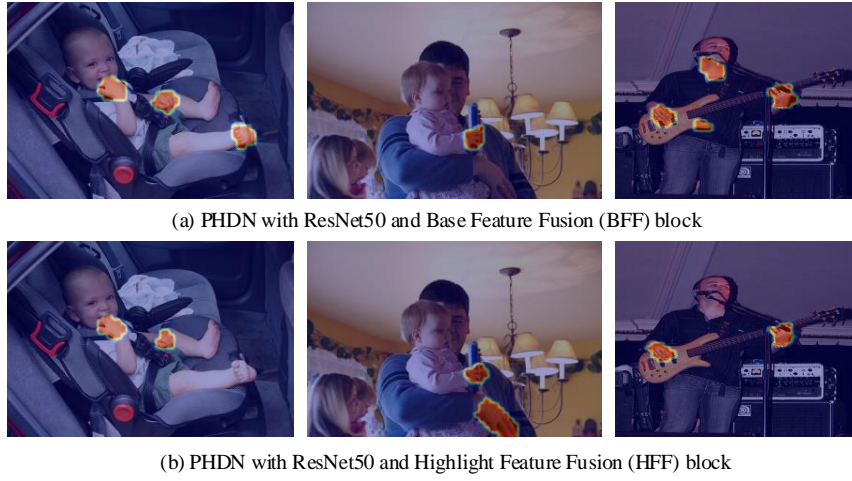 (a) PHDN with ResNet50 and Base Feature Fusion (BFF) block
(b) PHDN with ResNet50 and Highlight Feature Fusion (HFF) block